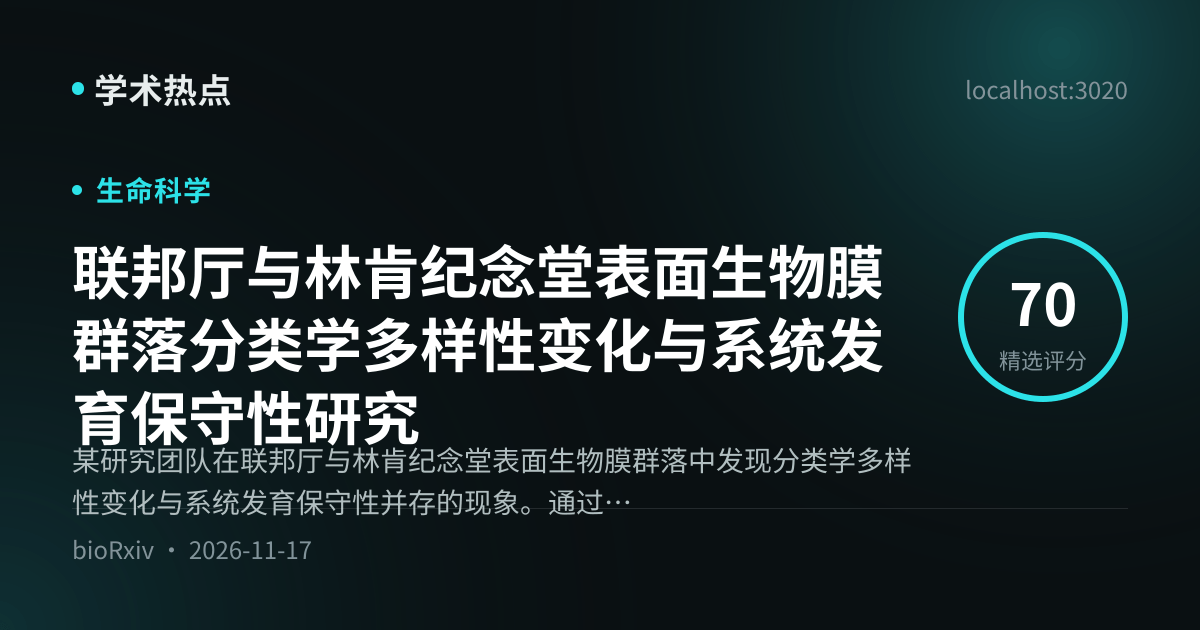 学术热点
localhost:3020
生命科学
联邦厅与林肯纪念堂表面生物膜
群落分类学多样性变化与系统发
育保守性研究
70
精选评分
某研究团队在联邦厅与林肯纪念堂表面生物膜群落中发现分类学多样
性变化与系统发育保守性并存的现象。通过…
bioRxiv · 2026-11-17